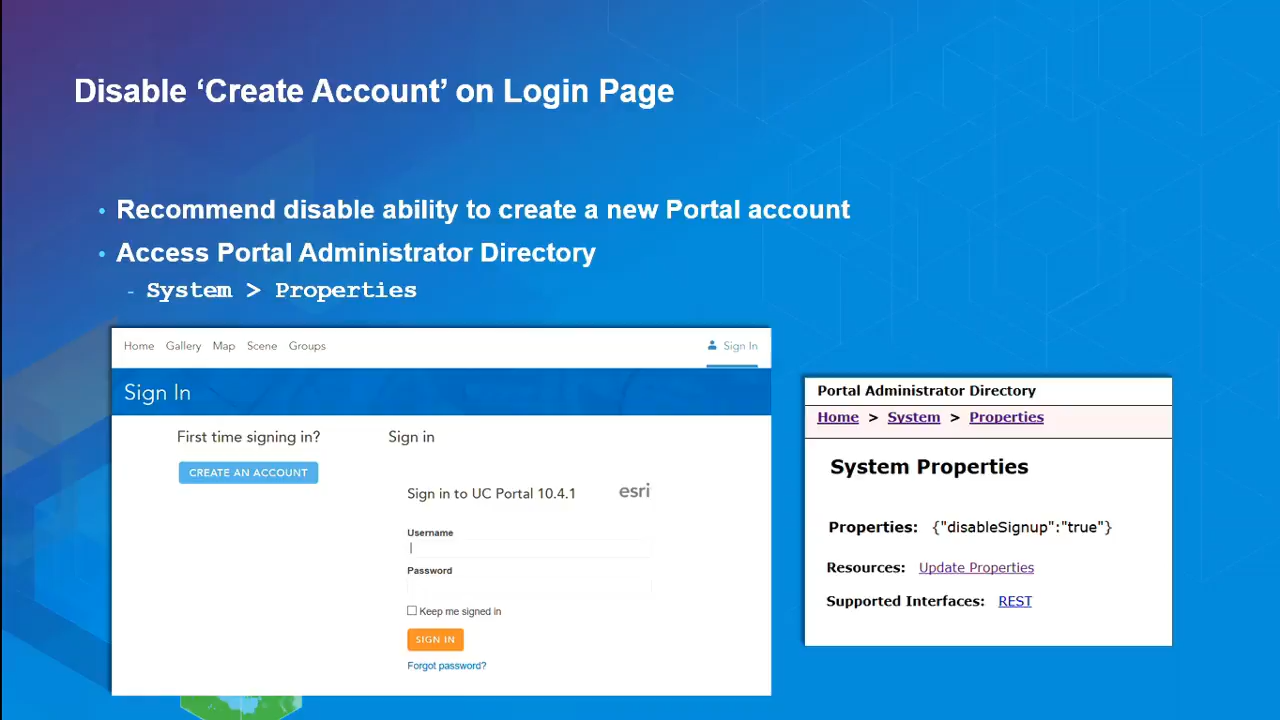 Disable ‘Create Account’ on Login Page
• Recommend disable ability to create a new Portal account
• Access Portal Administrator Directory
- System > Properties
Home Gallery Map Scene Groups Sign In
Sign In
First time signing in?
CREATE AN ACCOUNT
Sign in
Sign in to UC Portal 10.4.1 esri
Username
Password
Keep me signed in
SIGN IN
Forgot password?
Portal Administrator Directory
Home > System > Properties
System Properties
Properties: {"disableSignup":"true"}
Resources: Update Properties
Supported Interfaces: REST